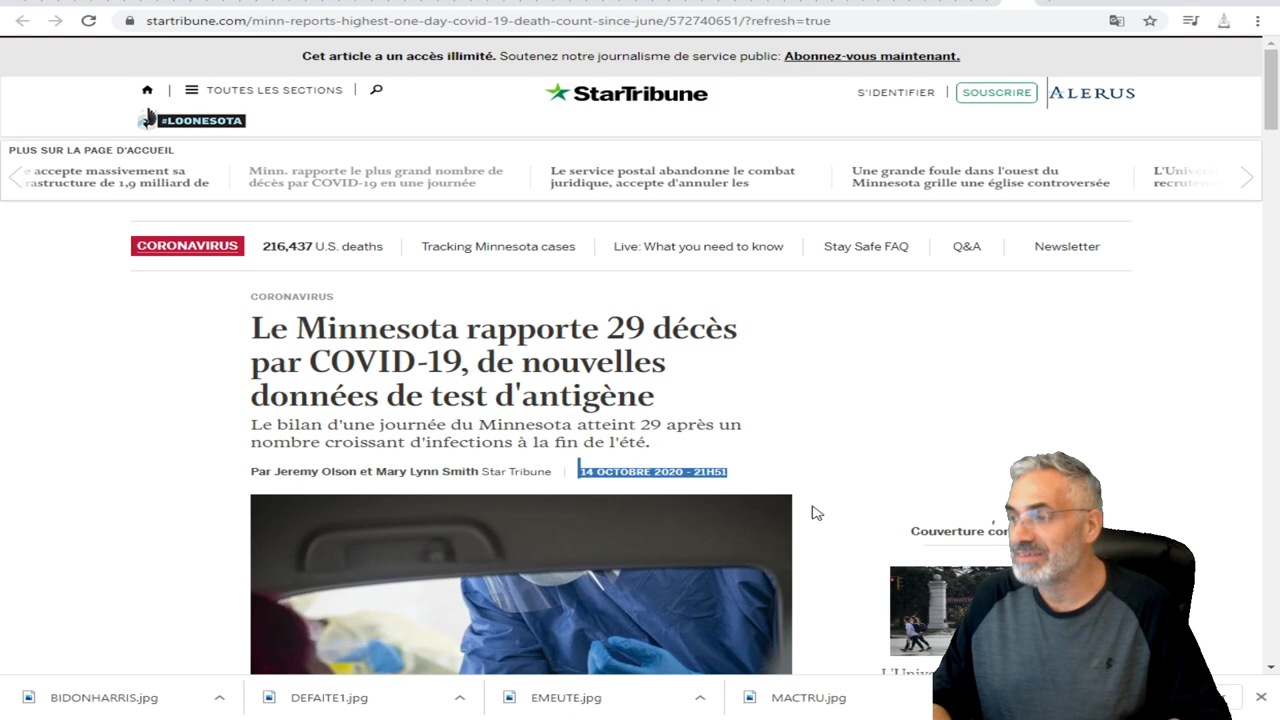 startribune.com/minn-reports-highest-one-day-covid-19-death-count-since-june/572740651/?refresh=true
Cet article a un accès illimité. Soutenez notre journalisme de service public: Abonnez-vous maintenant.
TOUTES LES SECTIONS
StarTribune
S'IDENTIFIER
SOUSCRIRE
ALERUS
#LOONESOTA
PLUS SUR LA PAGE D'ACCUEIL
e accepte massivement sa
rastructure de 1,9 milliard de
Minn. rapporte le plus grand nombre de
décès par COVID-19 en une journée
Le service postal abandonne le combat
juridique, accepte d'annuler les
Une grande foule dans l'ouest du
Minnesota grille une église controversée
L'Univer
recrute
CORONAVIRUS
216,437 U.S. deaths
Tracking Minnesota cases
Live: What you need to know
Stay Safe FAQ
Q&A
Newsletter
CORONAVIRUS
Le Minnesota rapporte 29 décès
par COVID-19, de nouvelles
données de test d'antigène
Le bilan d'une journée du Minnesota atteint 29 après un
nombre croissant d'infections à la fin de l'été.
Par Jeremy Olson et Mary Lynn Smith Star Tribune
14 OCTOBRE 2020 - 21H51
Couverture con
L'Univer
BIDONHARRIS.jpg
DEFAITE1.jpg
EMEUTE.jpg
MACTRU.jpg